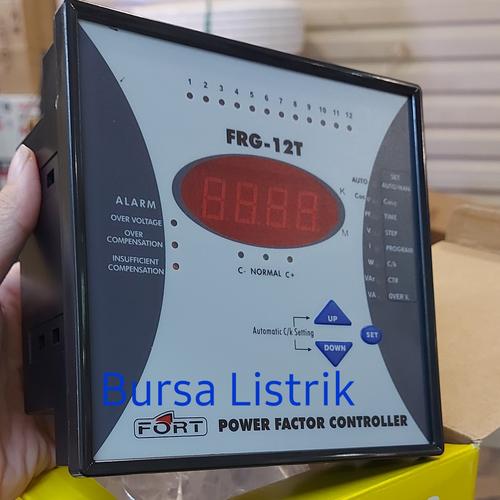 1 2 3 4 5 6 7 8 9 10 11 12
FRG-12T
ALARM
OVER VOLTAGE
OVER
COMPENSATION
INSUFFICIENT
COMPENSATION
K
M
C- NORMAL C+
AUTO
SET
AUTO/MAN
PF
TIME
V
STEP
I
PROGRAM
W
C/k
VAr
CTR
VA
OVER V.
UP
Automatic C/k Setting
SET
DOWN
Bursa Listrik
FORT POWER FACTOR CONTROLLER